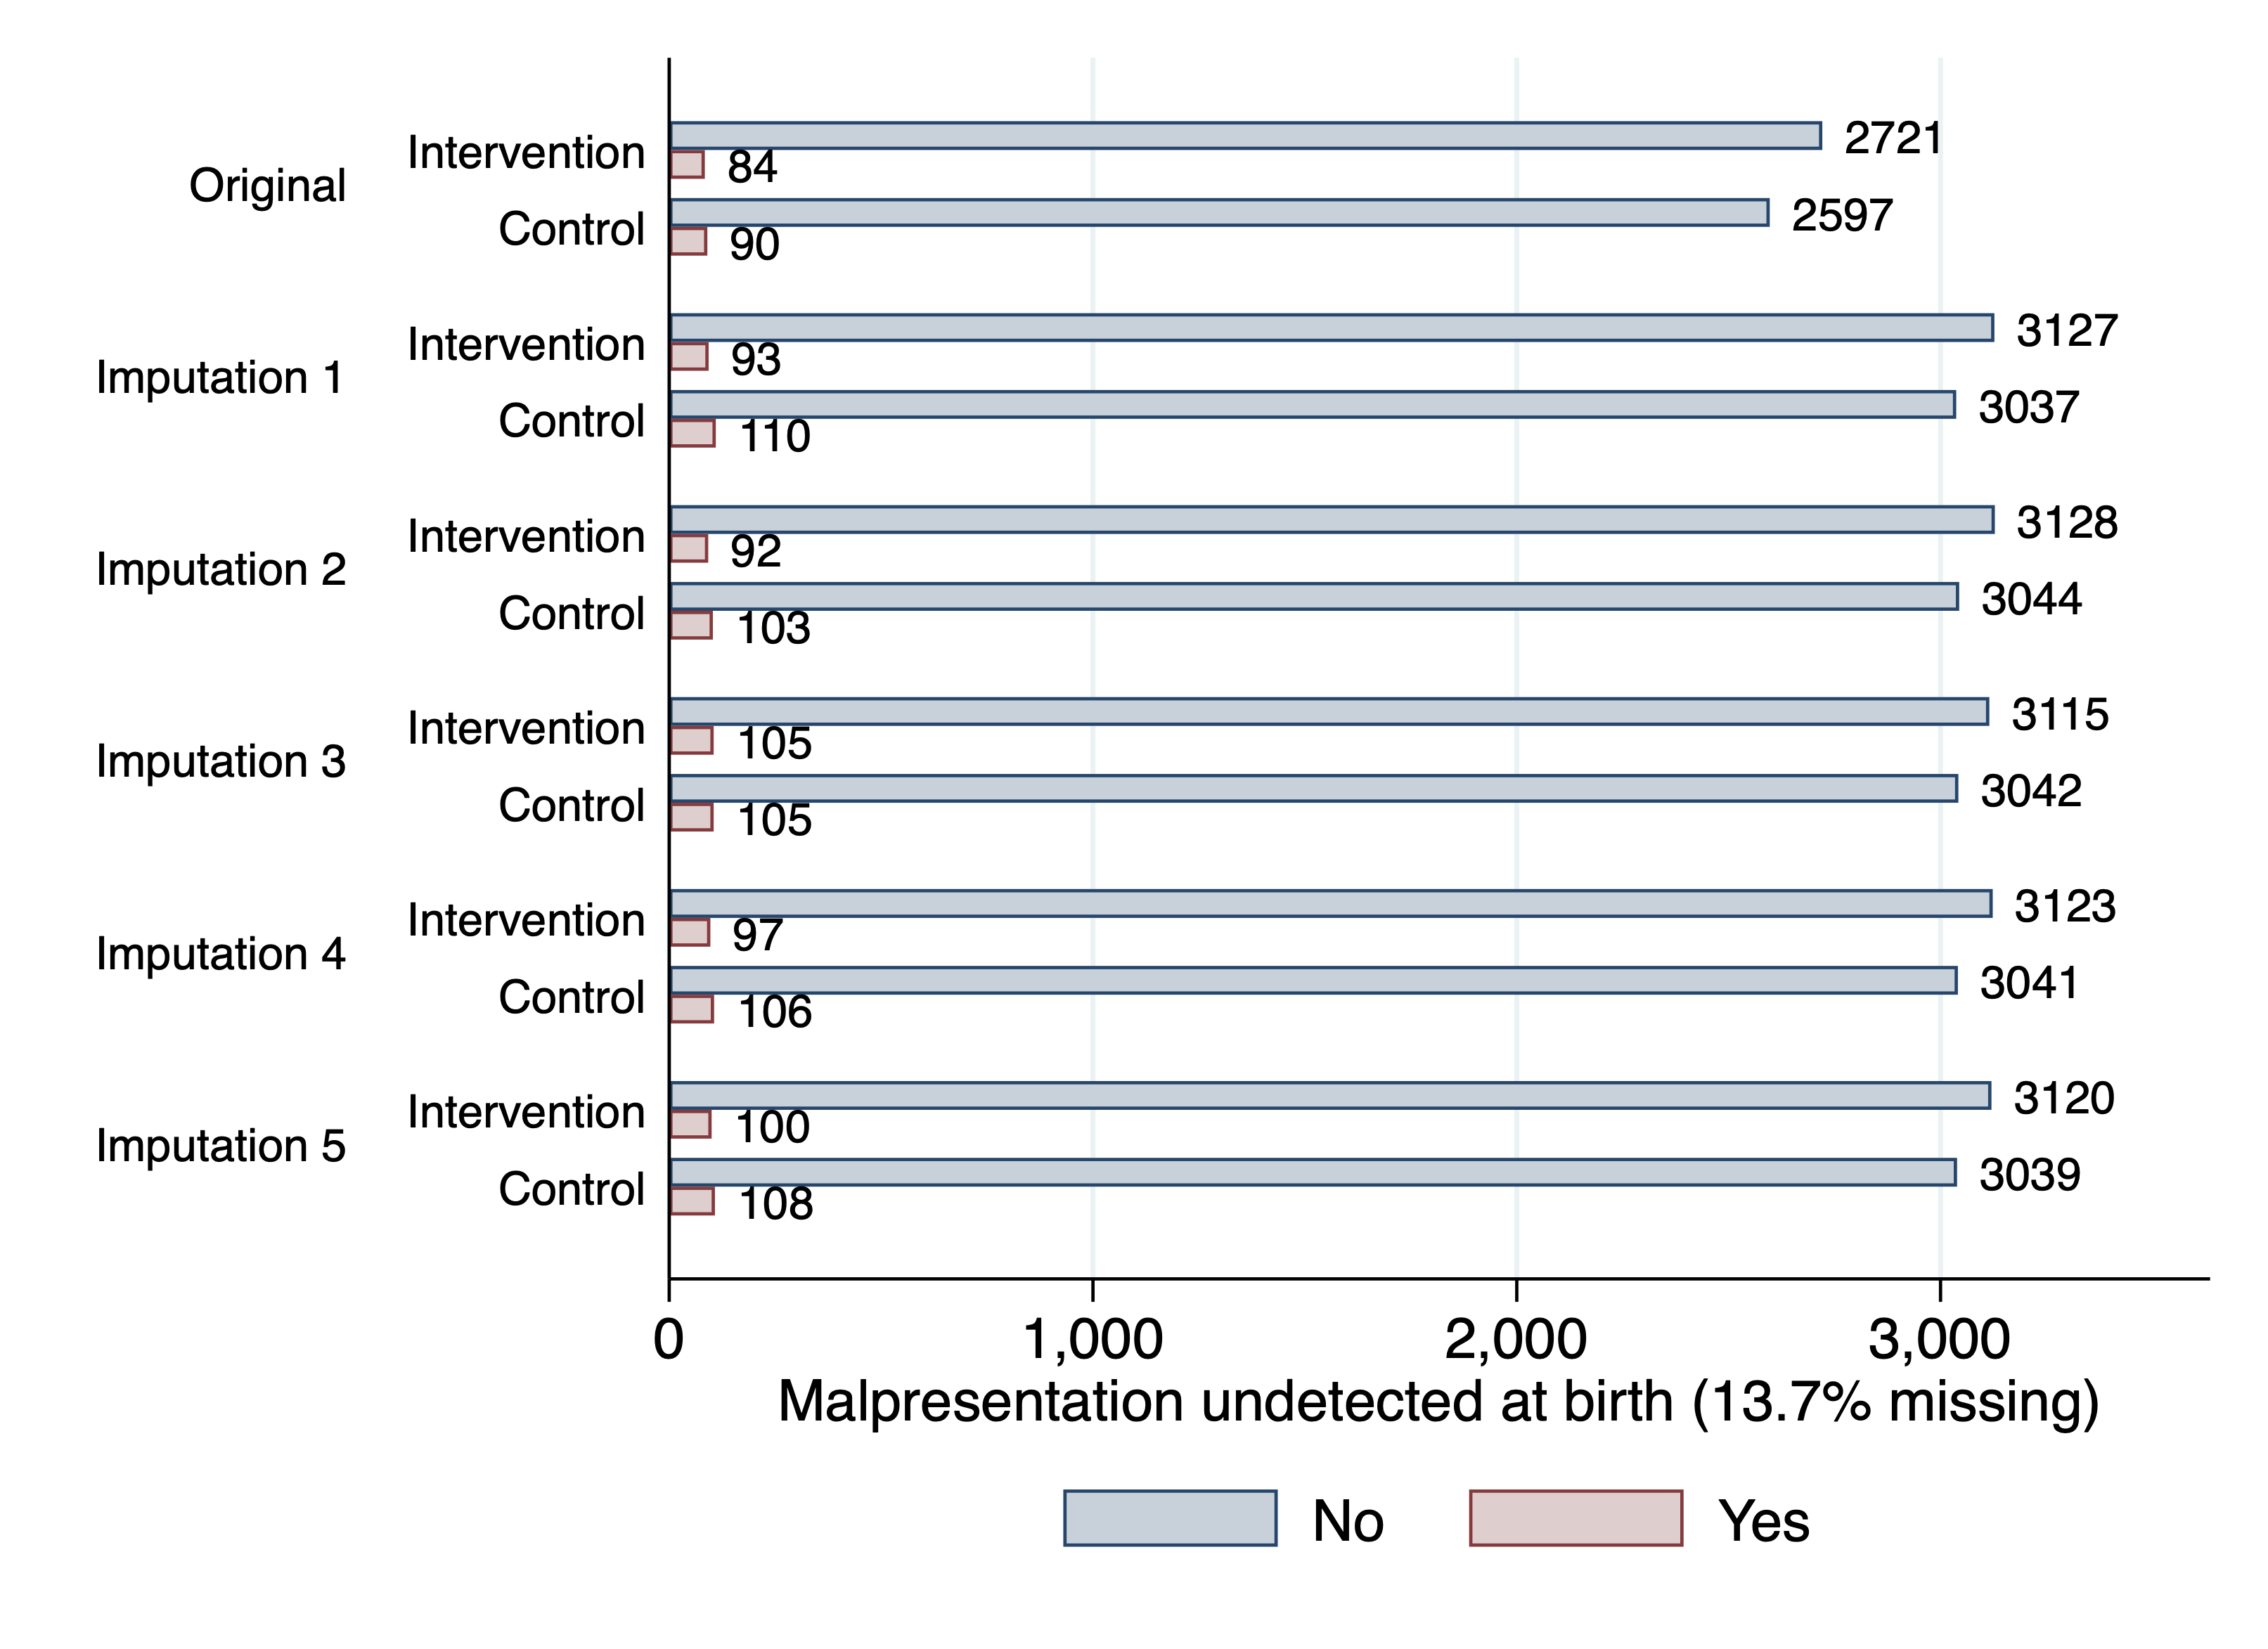 Original
Intervention
2721
84
Control
2597
90
Imputation 1
Intervention
3127
93
Control
3037
110
Imputation 2
Intervention
3128
92
Control
3044
103
Imputation 3
Intervention
3115
105
Control
3042
105
Imputation 4
Intervention
3123
97
Control
3041
106
Imputation 5
Intervention
3120
100
Control
3039
108
0 1,000 2,000 3,000
Malpresentation undetected at birth (13.7% missing)
No Yes